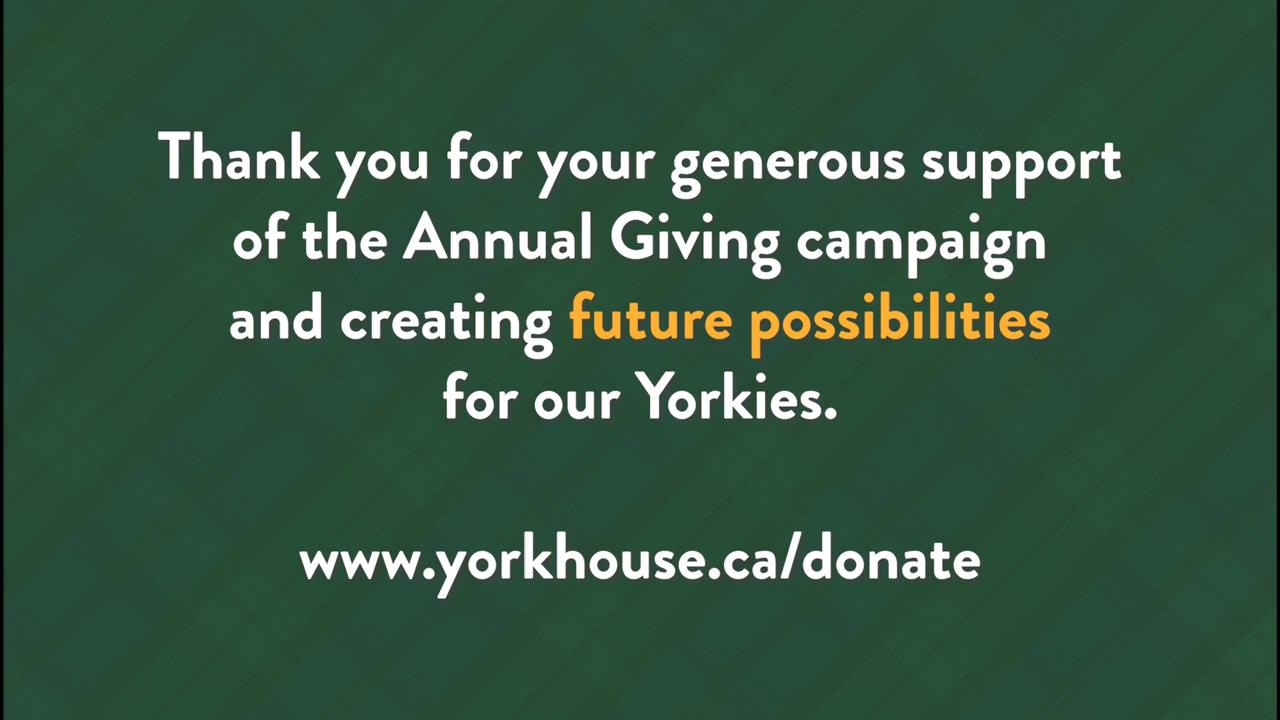 Thank you for your generous support
of the Annual Giving campaign
and creating future possibilities
for our Yorkies.
www.yorkhouse.ca/donate